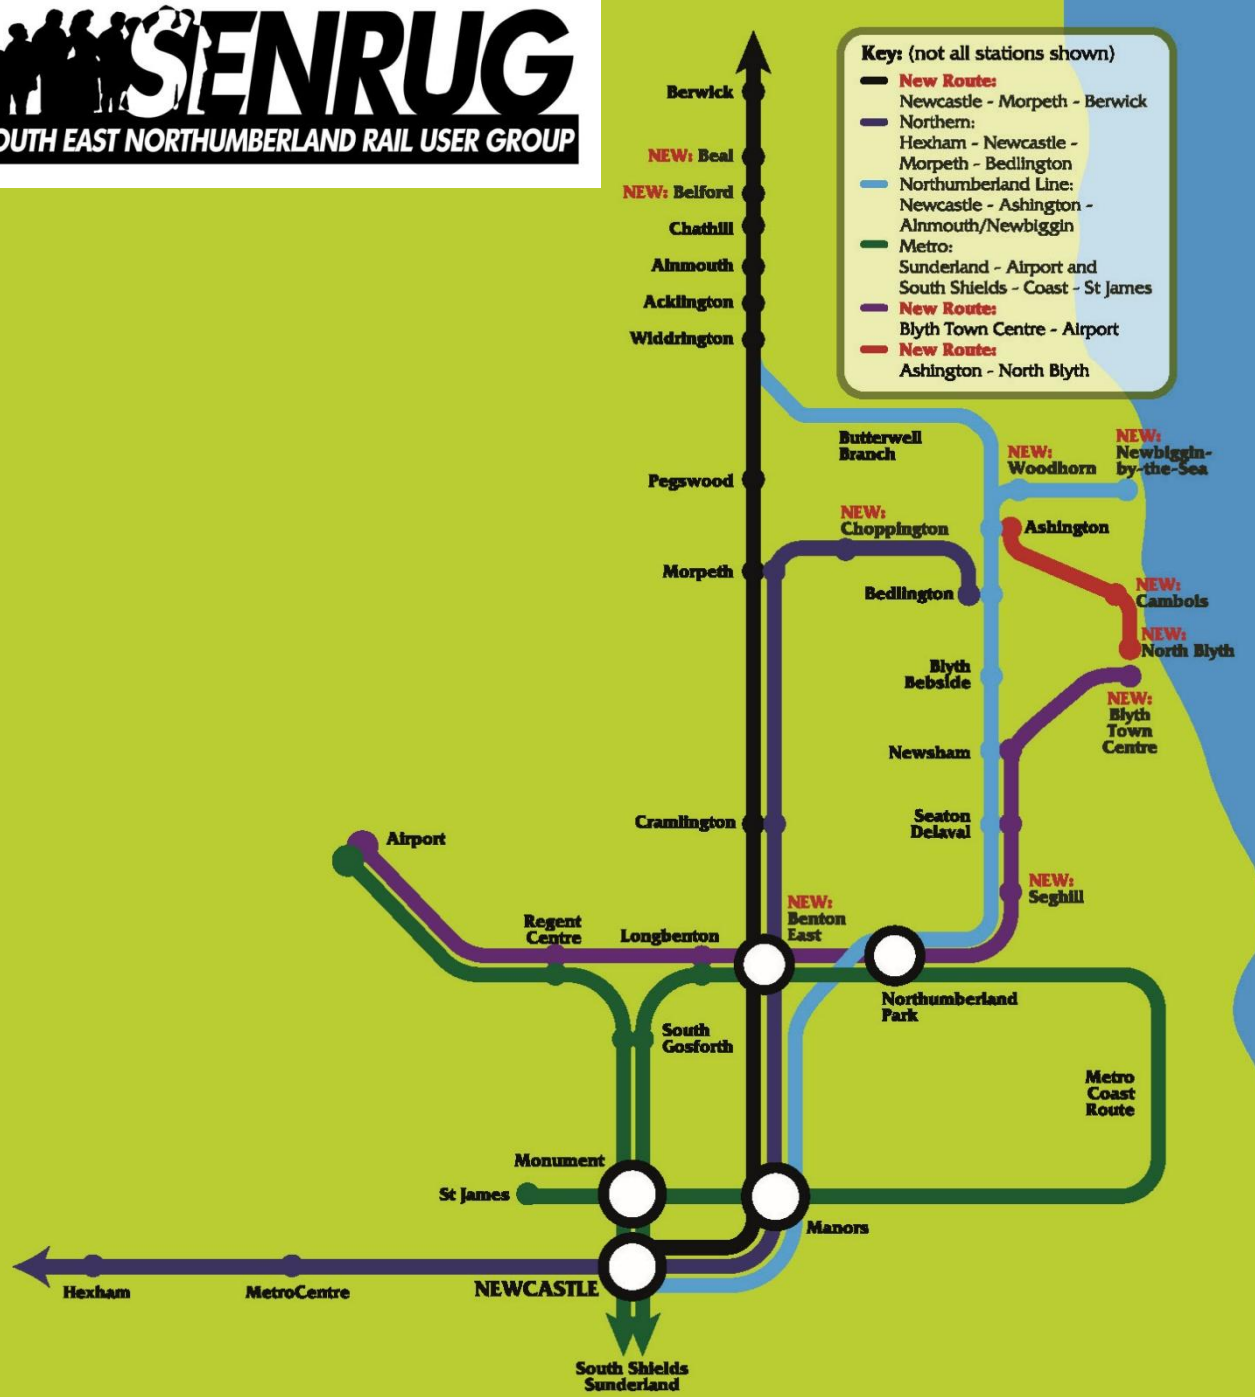 SENRUG
OUTH EAST NORTHUMBERLAND RAIL USER GROUP
Key: (not all stations shown)
New Route:
Newcastle - Morpeth - Berwick
Northern:
Hexham - Newcastle -
Morpeth - Bedlington
Northumberland Line:
Newcastle - Ashington -
Alnmouth/Newbiggin
Metro:
Sunderland - Airport and
South Shields - Coast - St James
New Route:
Blyth Town Centre - Airport
New Route:
Ashington - North Blyth
Berwick
NEW: Beal
NEW: Belford
Chathill
Alnmouth
Acklington
Widdrington
Butterwell
Branch
NEW:
Woodhorn
NEW:
Newbiggin-
by-the-Sea
Pegswood
NEW:
Choppington
Ashington
Morpeth
Bedlington
NEW:
Cambois
NEW:
North Blyth
Blyth
Bebside
NEW:
Blyth
Town
Centre
Newsham
Cramlington
Seaton
Delaval
Airport
NEW:
Seghill
NEW:
Benton
East
Regent
Centre
Longbenton
Northumberland
Park
South
Gosforth
Metro
Coast
Route
Monument
St James
Manors
Hexham
MetroCentre
NEWCASTLE
South Shields
Sunderland